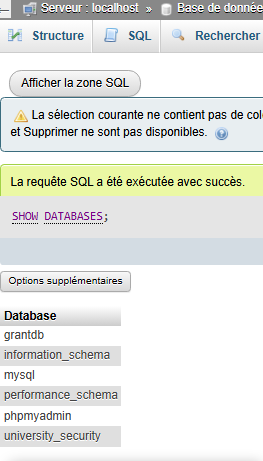 Serveur : localhost » Base de donnée
Structure SQL Rechercher
Afficher la zone SQL
La sélection courante ne contient pas de col
et Supprimer ne sont pas disponibles.
La requête SQL a été exécutée avec succès.
SHOW DATABASES;
Options supplémentaires
Database
grantdb
information_schema
mysql
performance_schema
phpmyadmin
university_security